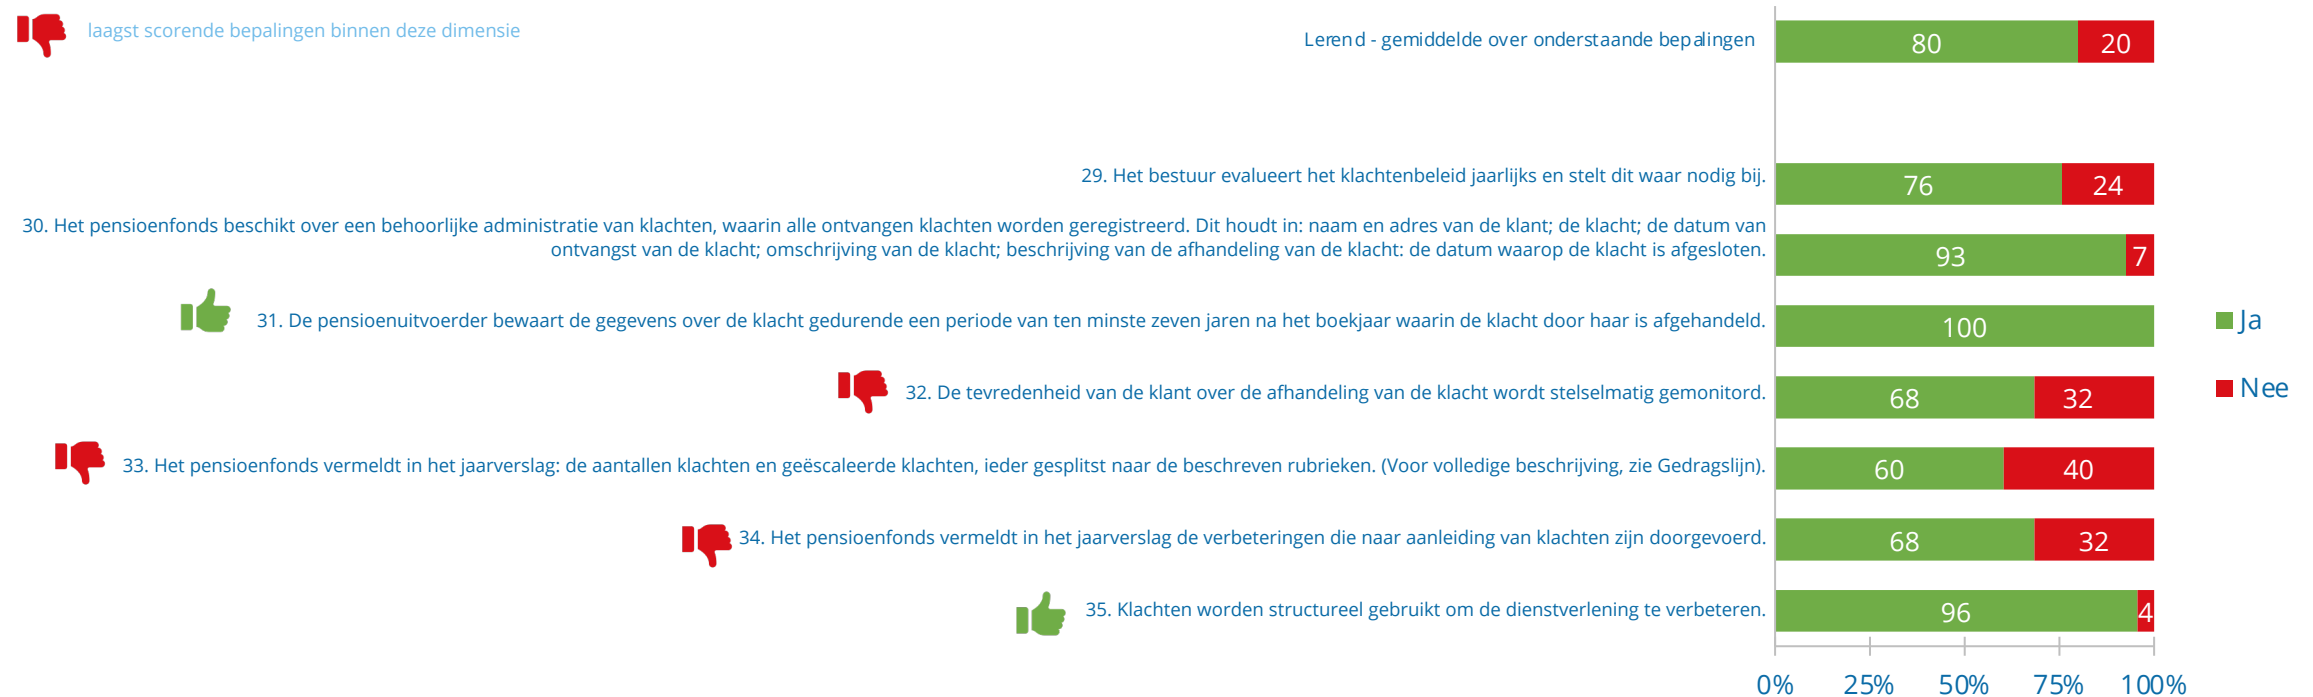 laagst scorende bepalingen binnen deze dimensie
Lerend - gemiddelde over onderstaande bepalingen
80 20
29. Het bestuur evalueert het klachtenbeleid jaarlijks en stelt dit waar nodig bij.
76 24
30. Het pensioenfonds beschikt over een behoorlijke administratie van klachten, waarin alle ontvangen klachten worden geregistreerd. Dit houdt in: naam en adres van de klant; de klacht; de datum van
ontvangst van de klacht; omschrijving van de klacht; beschrijving van de afhandeling van de klacht: de datum waarop de klacht is afgesloten.
93 7
31. De pensioenuitvoerder bewaart de gegevens over de klacht gedurende een periode van ten minste zeven jaren na het boekjaar waarin de klacht door haar is afgehandeld.
100
32. De tevredenheid van de klant over de afhandeling van de klacht wordt stelselmatig gemonitord.
68 32
33. Het pensioenfonds vermeldt in het jaarverslag: de aantallen klachten en geëscaleerde klachten, ieder gesplitst naar de beschreven rubrieken. (Voor volledige beschrijving, zie Gedragslijn).
60 40
34. Het pensioenfonds vermeldt in het jaarverslag de verbeteringen die naar aanleiding van klachten zijn doorgevoerd.
68 32
35. Klachten worden structureel gebruikt om de dienstverlening te verbeteren.
96 4
0% 25% 50% 75% 100%
Ja
Nee